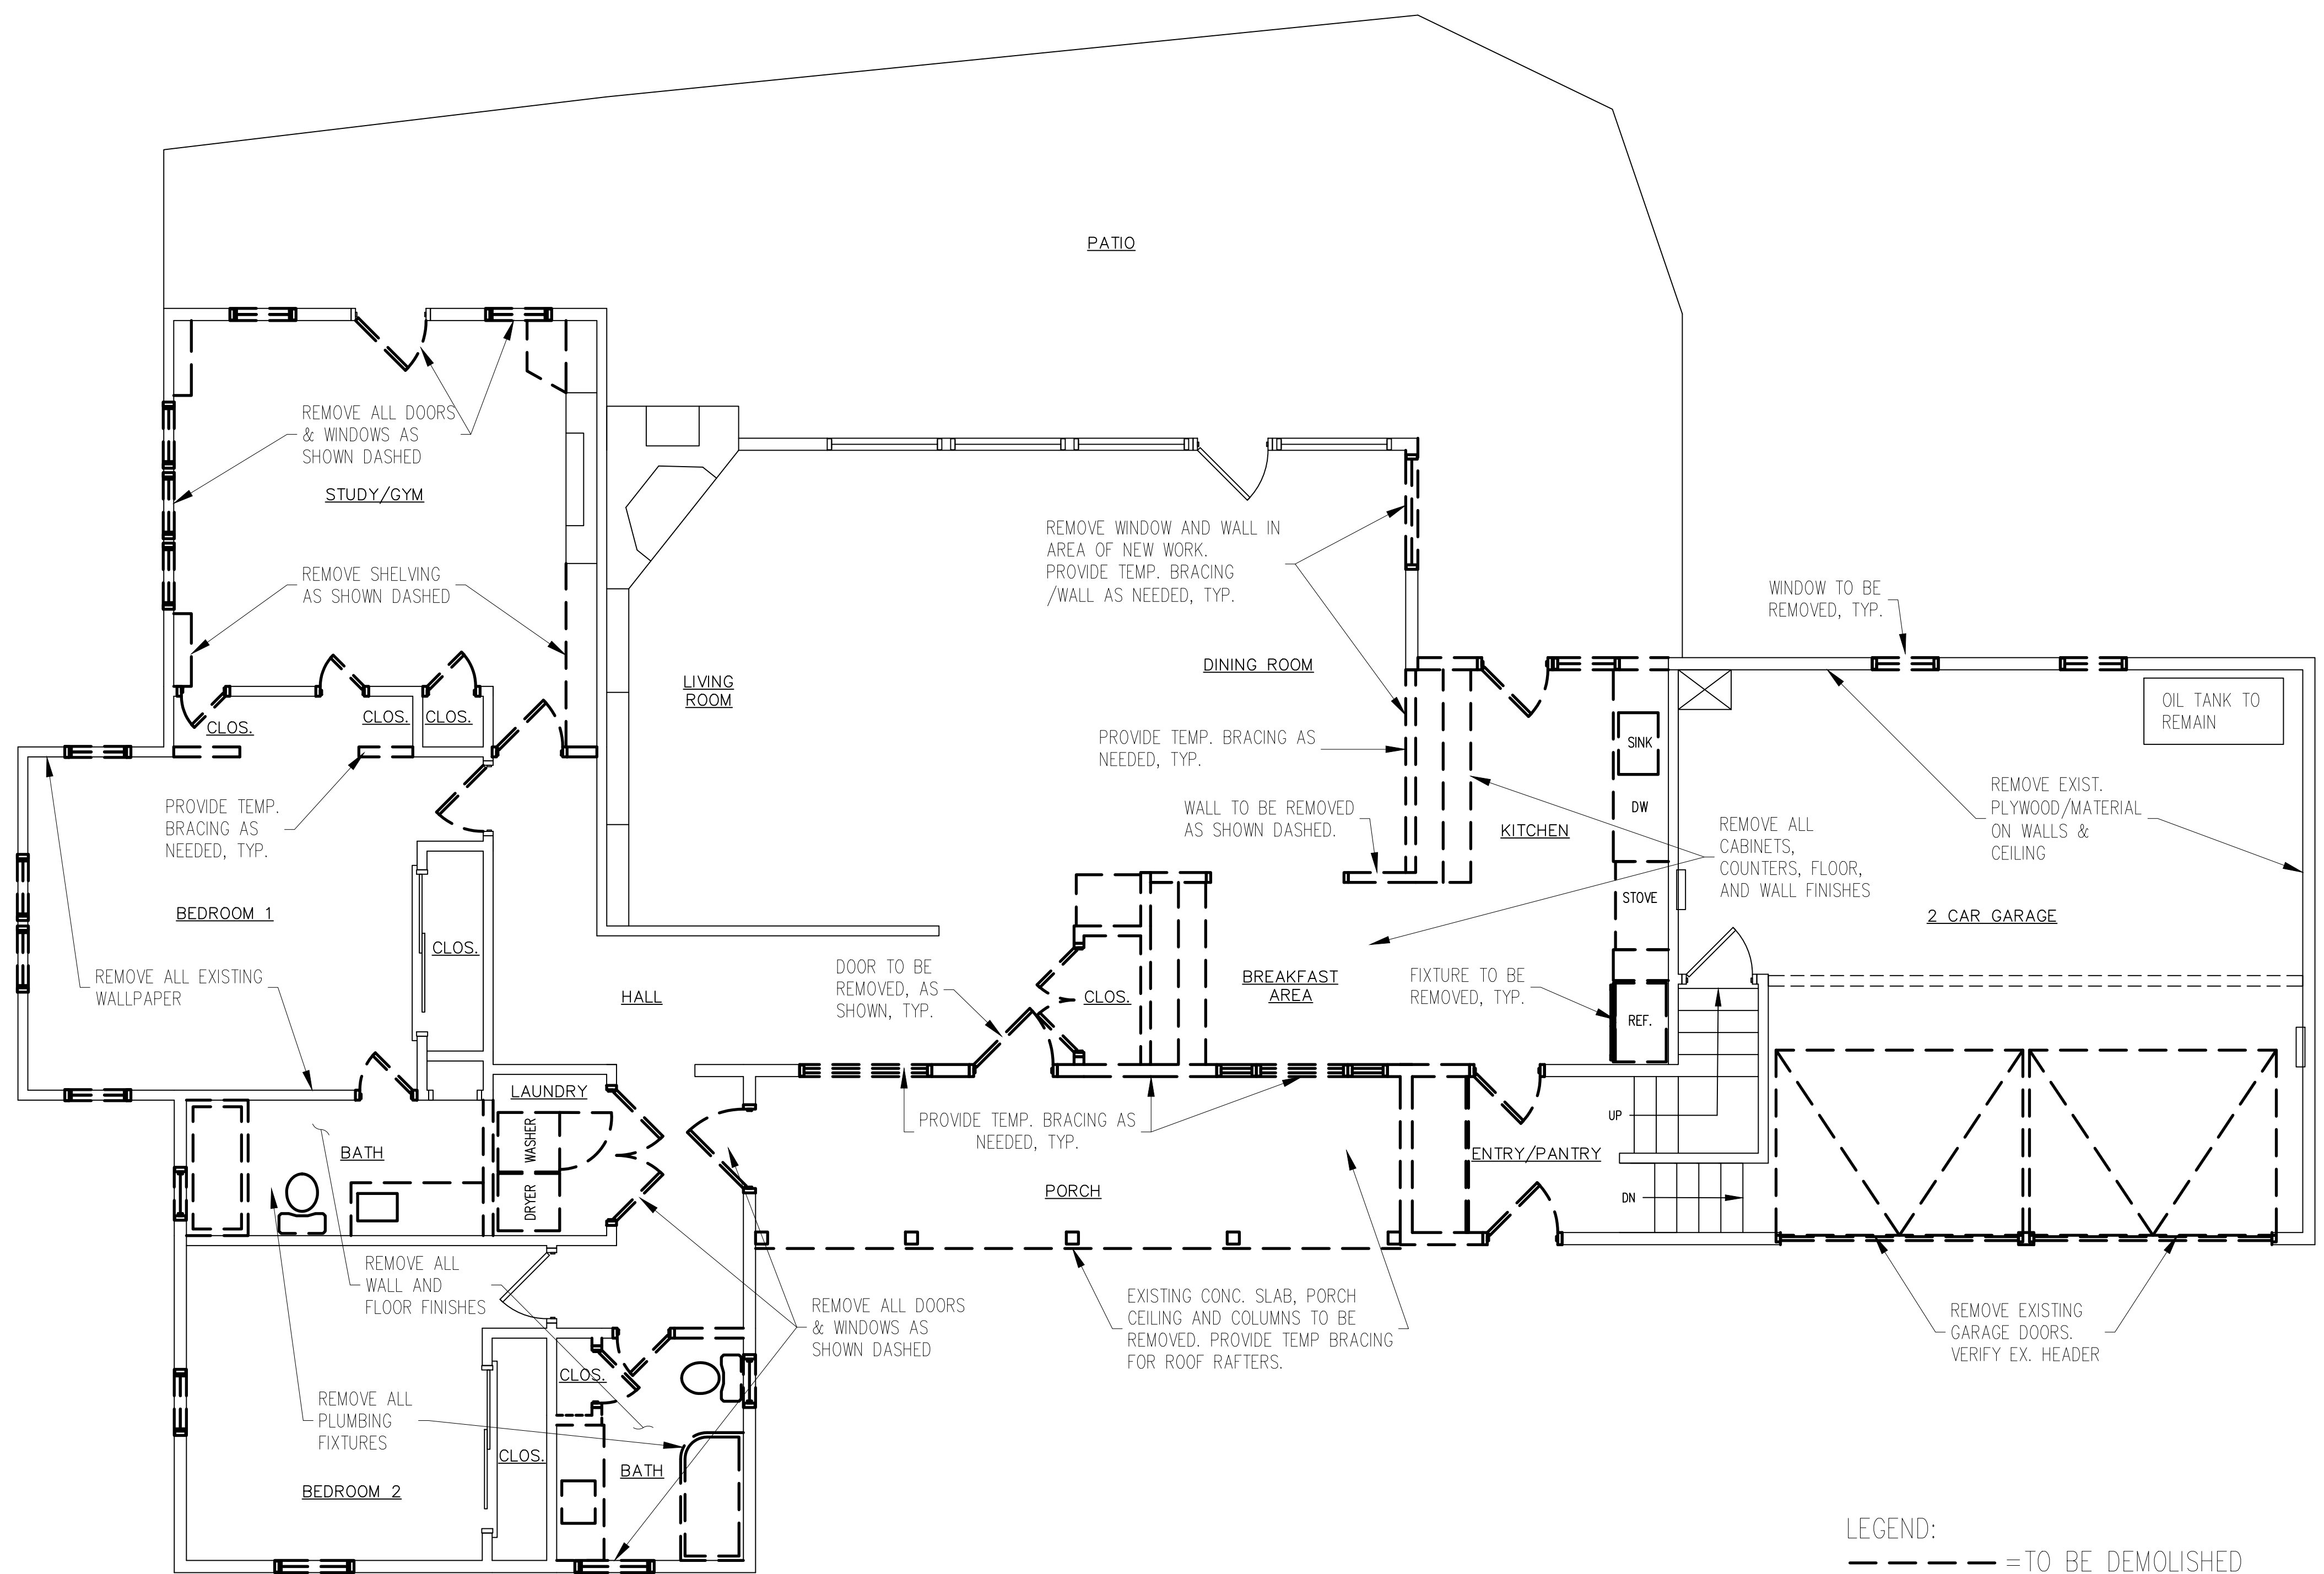 PATIO
REMOVE ALL DOORS
& WINDOWS AS
SHOWN DASHED
STUDY/GYM
REMOVE SHELVING
AS SHOWN DASHED
REMOVE WINDOW AND WALL IN
AREA OF NEW WORK.
PROVIDE TEMP. BRACING
/WALL AS NEEDED, TYP.
WINDOW TO BE
REMOVED, TYP.
LIVING
ROOM
DINING ROOM
OIL TANK TO
REMAIN
CLOS.
CLOS.
CLOS.
PROVIDE TEMP. BRACING AS
NEEDED, TYP.
SINK
DW
STOVE
REF.
PROVIDE TEMP.
BRACING AS
NEEDED, TYP.
WALL TO BE REMOVED
AS SHOWN DASHED.
KITCHEN
REMOVE ALL
CABINETS,
COUNTERS, FLOOR,
AND WALL FINISHES
REMOVE EXIST.
PLYWOOD/MATERIAL
ON WALLS &
CEILING
BEDROOM 1
CLOS.
2 CAR GARAGE
REMOVE ALL EXISTING
WALLPAPER
HALL
DOOR TO BE
REMOVED, AS
SHOWN, TYP.
CLOS.
BREAKFAST
AREA
FIXTURE TO BE
REMOVED, TYP.
LAUNDRY
WASHER
DRYER
BATH
PROVIDE TEMP. BRACING AS
NEEDED, TYP.
PORCH
ENTRY/PANTRY
UP
DN
REMOVE ALL
WALL AND
FLOOR FINISHES
REMOVE ALL DOORS
& WINDOWS AS
SHOWN DASHED
EXISTING CONC. SLAB, PORCH
CEILING AND COLUMNS TO BE
REMOVED. PROVIDE TEMP BRACING
FOR ROOF RAFTERS.
REMOVE EXISTING
GARAGE DOORS.
VERIFY EX. HEADER
CLOS.
REMOVE ALL
PLUMBING
FIXTURES
CLOS.
BATH
BEDROOM 2
LEGEND:
=TO BE DEMOLISHED